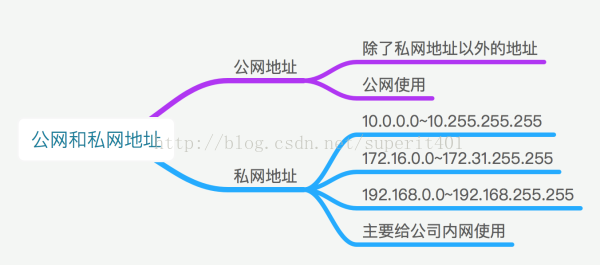 公网和私网地址
公网地址
除了私网地址以外的地址
公网使用
私网地址
10.0.0.0~10.255.255.255
172.16.0.0~172.31.255.255
192.168.0.0~192.168.255.255
主要给公司内网使用
http://blog.csdn.net/superit401